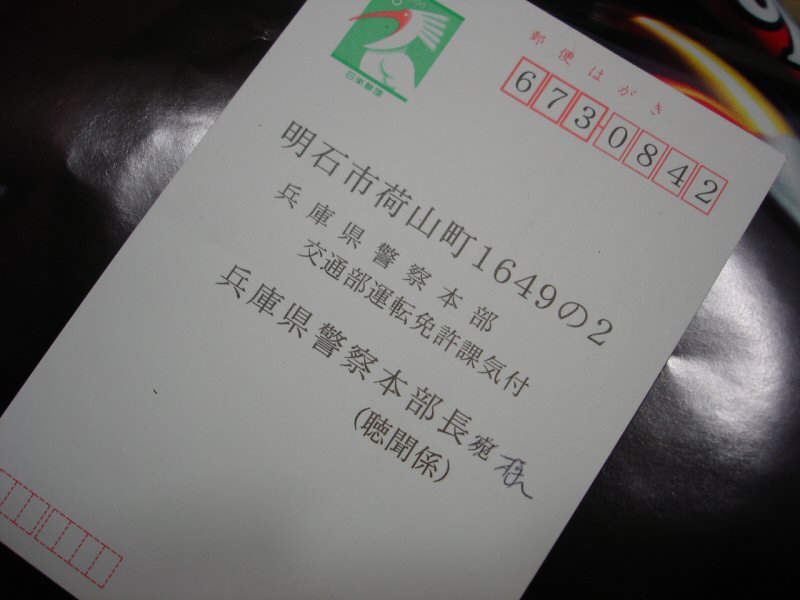 日本郵便
郵便はがき
6730842
明石市荷山町1649の2
兵庫県警察本部
交通部運転免許課気付
兵庫県警察本部長宛様
(聴聞係)